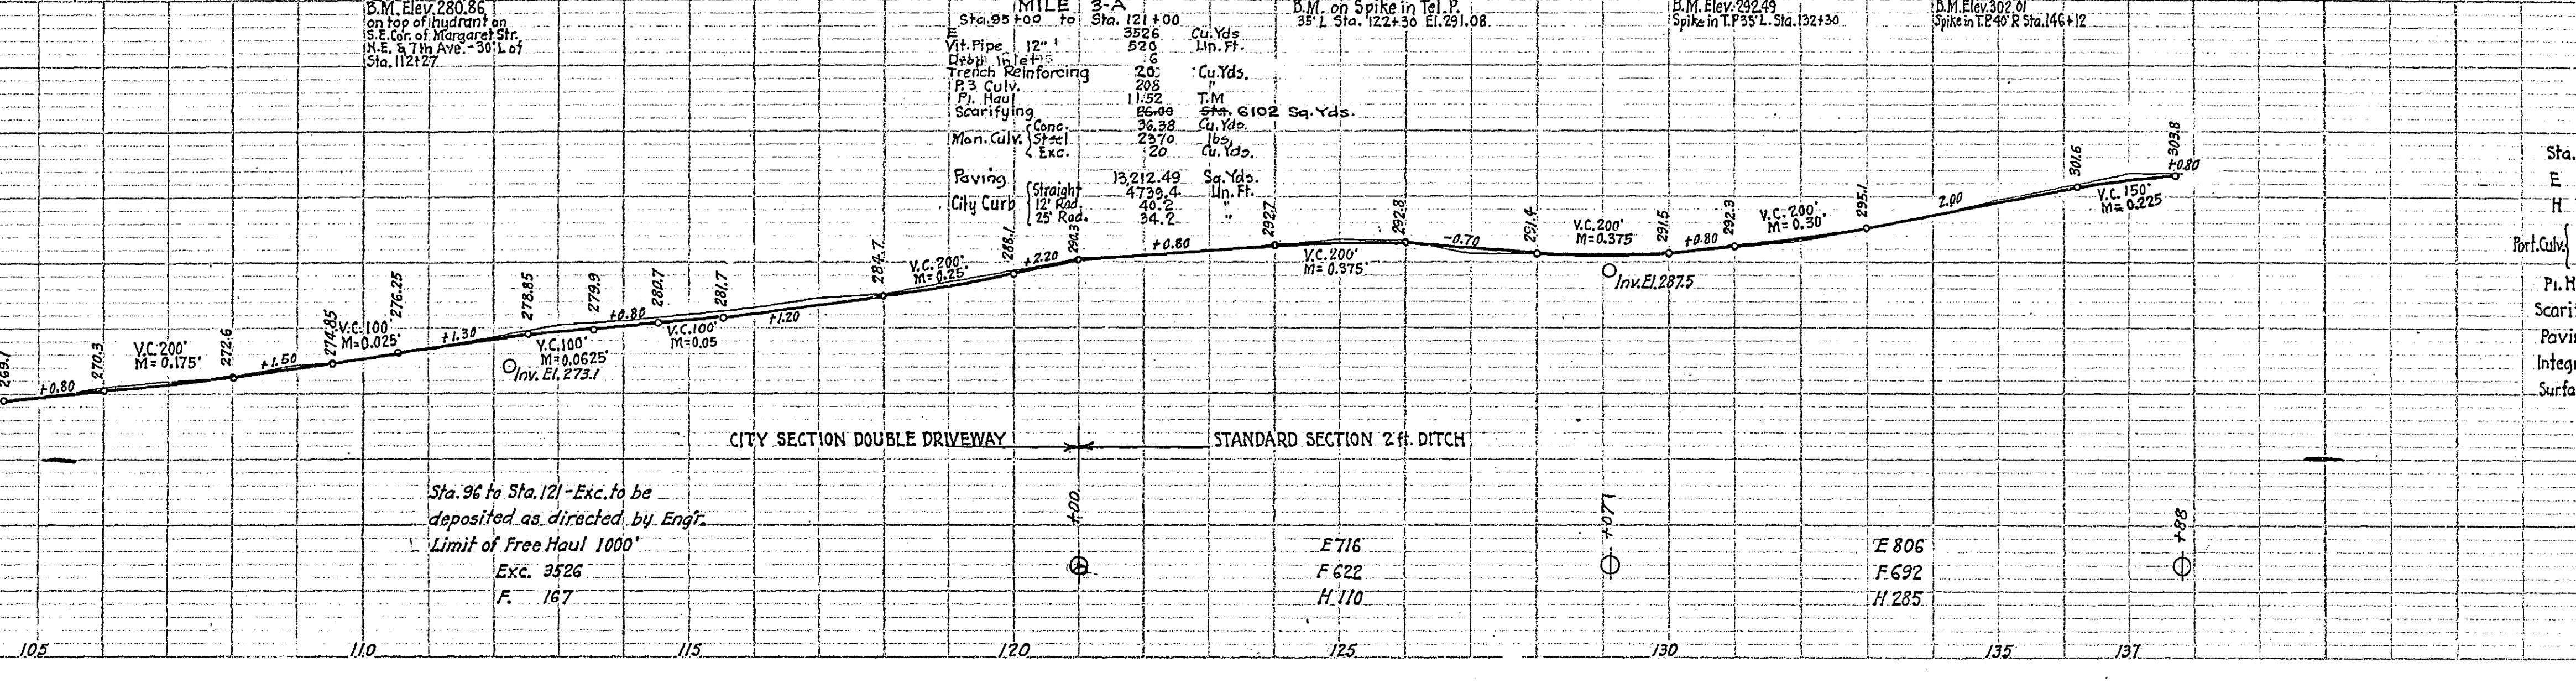 B.M. Elev. 280.86
on top of hydrant on
S.E. Cor. of Margaret Str.
N.E. & 7th Ave. - 30' L of
Sta. 112+27
MILE 3-A
Sta. 95+00 to Sta. 121+00
E 3526 Cu. Yds
Vit. Pipe 12" 520 Lin. Ft.
Drop inlets 6
Trench Reinforcing 20 Cu. Yds.
P.3 Culv. 208 "
Pl. Haul 11.52 T.M
Scarifying 26.00 Sta. 6102 Sq. Yds.
Mon. Culv. Conc. 36.38 Cu. Yds.
Steel 2370 lbs,
Exc. 20 Cu. Yds.
Paving 13,212.49 Sq. Yds.
City Curb Straight 4739.4 Lin. Ft.
12' Rad. 40.2 "
25' Rad. 34.2 "
B.M. on Spike in Tel. P.
35' L Sta. 122+30 El. 291.08
B.M. Elev. 292.49
Spike in T.P 35' L. Sta. 132+30
B.M. Elev. 302.01
Spike in T.P. 40' R Sta. 146+12
Sta.
E
H
Port. Culv.
Pl. H
Scari
Pavi
Integ
Surfa
269.1
+0.80
270.3
V.C. 200'
M= 0.175'
272.6
+1.50
274.85
V.C. 100'
M= 0.025'
276.25
+1.30
278.85
V.C. 100'
M= 0.0625'
Inv. El. 273.1
279.9
+0.80
280.7
V.C. 100'
M= 0.05
281.7
+1.20
284.7
V.C. 200'
M= 0.25'
288.1
+2.20
290.3
+0.80
292.7
V.C. 200'
M= 0.375'
292.8
-0.70
291.4
V.C. 200'
M= 0.375
Inv. El. 287.5
291.5
+0.80
292.3
V.C. 200'
M= 0.30'
295.1
2.00
301.6
V.C. 150'
M= 0.225
303.8
+0.80
CITY SECTION DOUBLE DRIVEWAY
STANDARD SECTION 2 ft. DITCH
Sta. 96 to Sta. 121 - Exc. to be
deposited as directed by Eng'r.
Limit of Free Haul 1000'
Exc. 3526
F. 167
+00
E 716
F 622
H 110
+07
E 806
F 692
H 285
+88
105 110 115 120 125 130 135 137